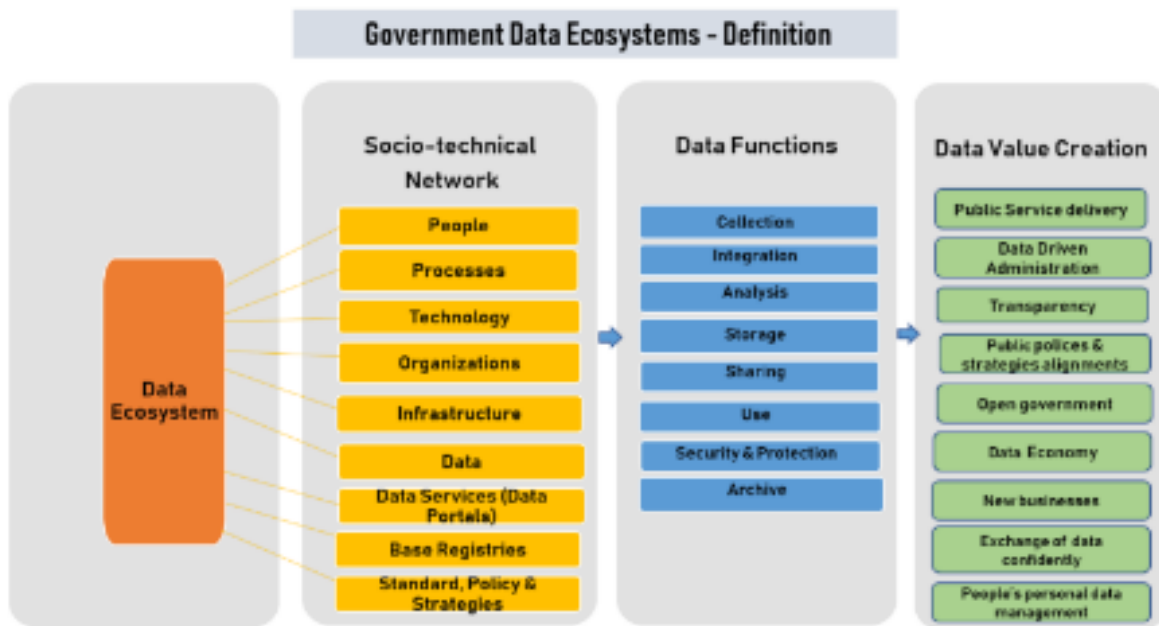 Government Data Ecosystems - Definition
Data
Ecosystem
Socio-technical
Network
People
Processes
Technology
Organizations
Infrastructure
Data
Data Services (Data
Portals)
Base Registries
Standard, Policy &
Strategies
Data Functions
Collection
Integration
Analysis
Storage
Sharing
Use
Security & Protection
Archive
Data Value Creation
Public Service delivery
Data Driven
Administration
Transparency
Public polices &
strategies alignments
Open government
Data Economy
New businesses
Exchange of data
confidently
People's personal data
management